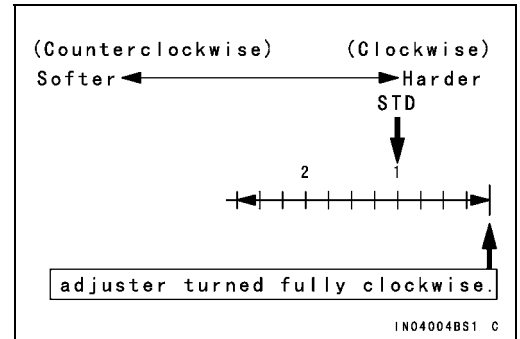 (Counterclockwise) (Clockwise)
Softer Harder
STD
2 1
adjuster turned fully clockwise.
IN04004BS1 C